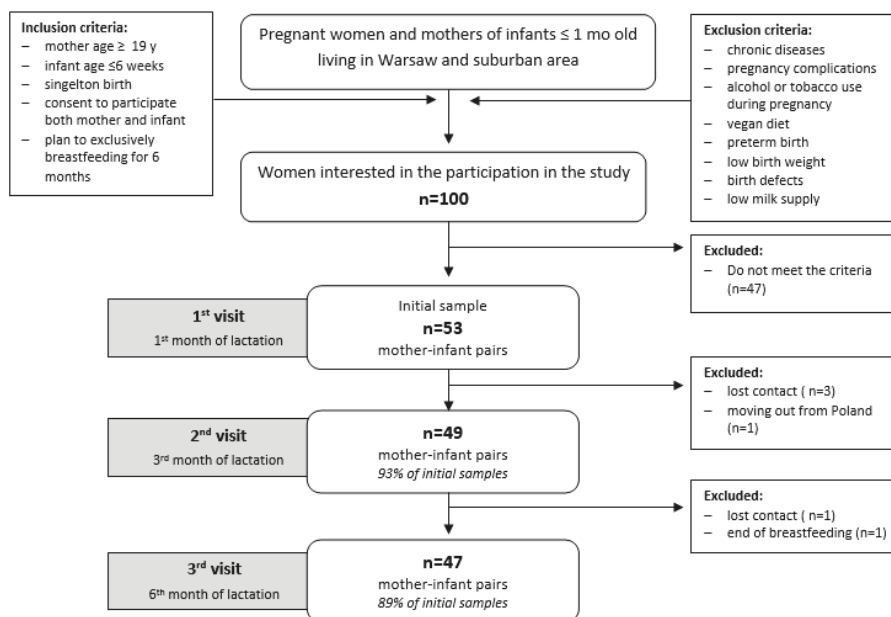 Inclusion criteria:
– mother age ≥ 19 y
– infant age ≤6 weeks
– singelton birth
– consent to participate
both mother and infant
– plan to exclusively
breastfeeding for 6
months
Pregnant women and mothers of infants ≤ 1 mo old
living in Warsaw and suburban area
Exclusion criteria:
– chronic diseases
– pregnancy complications
– alcohol or tobacco use
during pregnancy
– vegan diet
– preterm birth
– low birth weight
– birth defects
– low milk supply
Women interested in the participation in the study
n=100
Excluded:
– Do not meet the criteria
(n=47)
1st visit
1st month of lactation
Initial sample
n=53
mother-infant pairs
Excluded:
– lost contact ( n=3)
– moving out from Poland
(n=1)
2nd visit
3rd month of lactation
n=49
mother-infant pairs
93% of initial samples
Excluded:
– lost contact ( n=1)
– end of breastfeeding (n=1)
3rd visit
6th month of lactation
n=47
mother-infant pairs
89% of initial samples